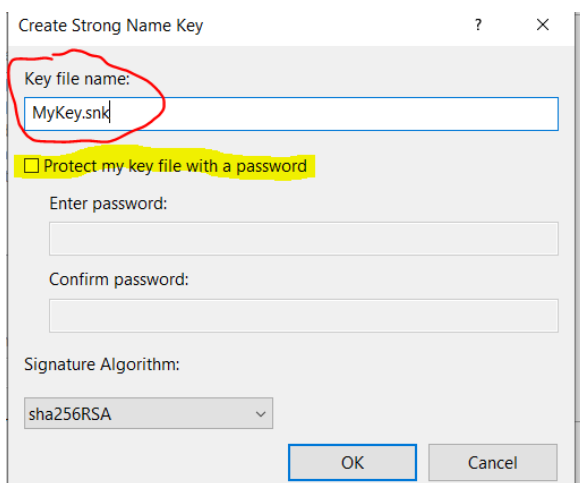 Create Strong Name Key ? ×
Key file name:
MyKey.snk
Protect my key file with a password
Enter password:
Confirm password:
Signature Algorithm:
sha256RSA
OK Cancel